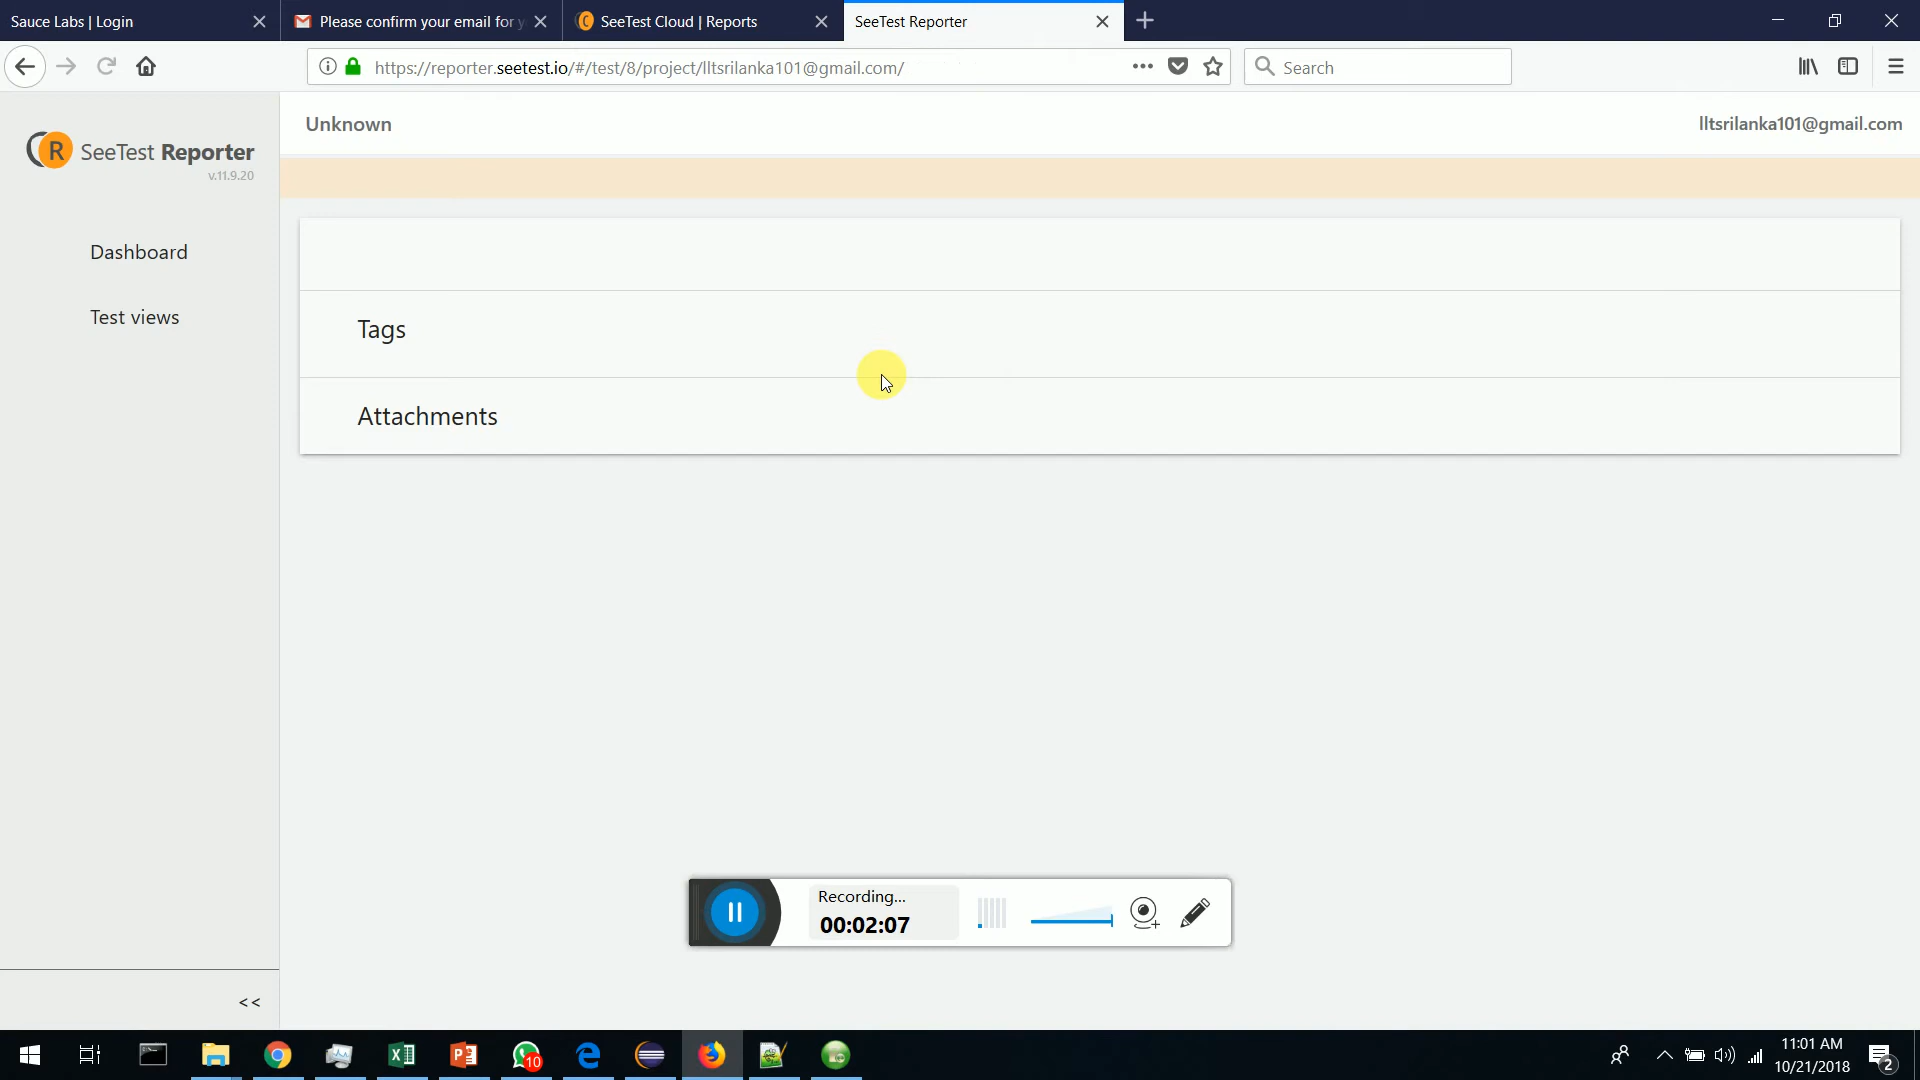 Sauce Labs | Login
Please confirm your email for y
SeeTest Cloud | Reports
SeeTest Reporter
https://reporter.seetest.io/#/test/8/project/lltsrilanka101@gmail.com/
Search
R SeeTest Reporter
v.11.9.20
Unknown
lltsrilanka101@gmail.com
Dashboard
Test views
Tags
Attachments
Recording...
00:02:07
<<
10
11:01 AM
10/21/2018
2